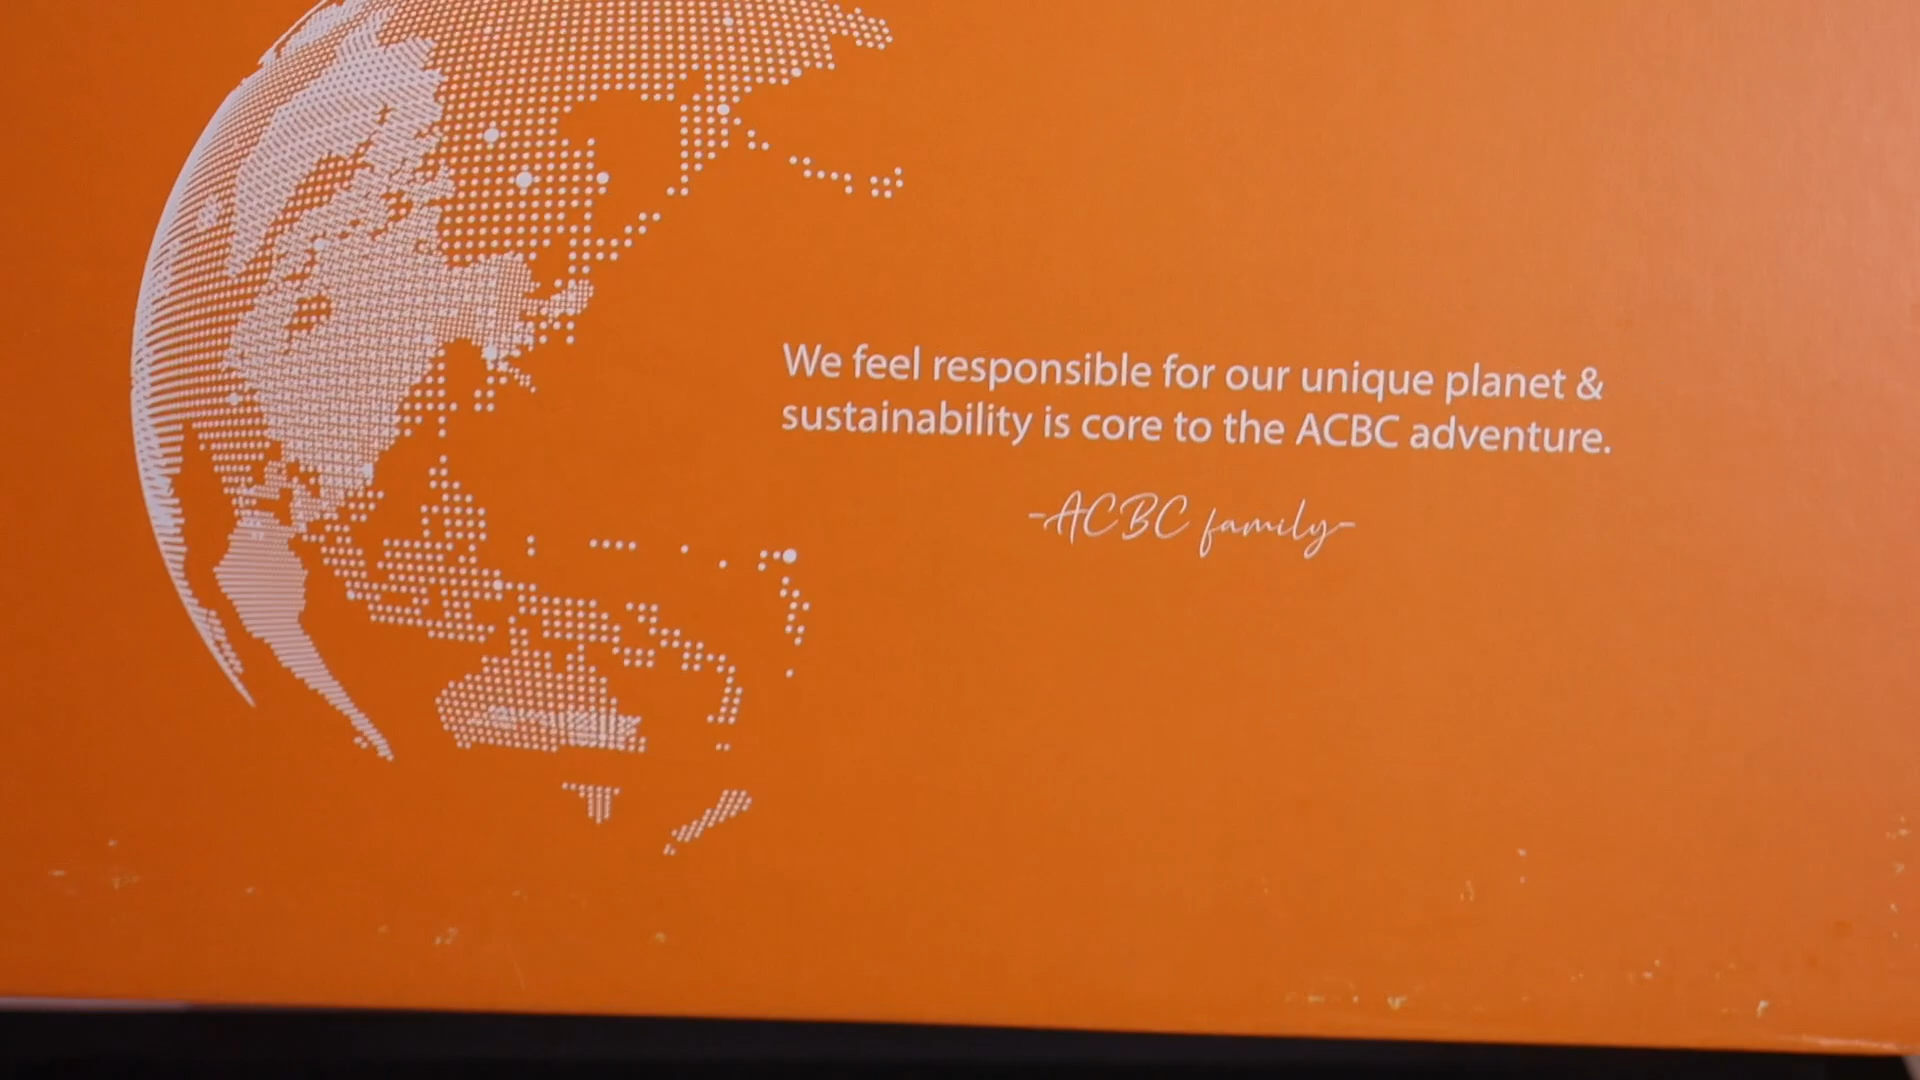 We feel responsible for our unique planet &
sustainability is core to the ACBC adventure.
-ACBC family-